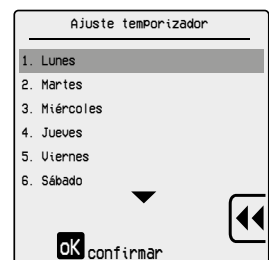 Ajuste temporizador
1. Lunes
2. Martes
3. Miércoles
4. Jueves
5. Viernes
6. Sábado
oK confirmar